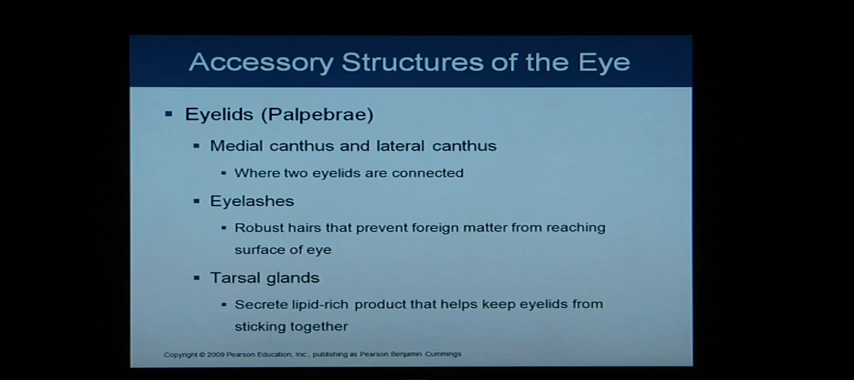 Accessory Structures of the Eye
Eyelids (Palpebrae)
Medial canthus and lateral canthus
Where two eyelids are connected
Eyelashes
Robust hairs that prevent foreign matter from reaching
surface of eye
Tarsal glands
Secrete lipid-rich product that helps keep eyelids from
sticking together
Copyright © 2009 Pearson Education, Inc., publishing as Pearson Benjamin Cummings